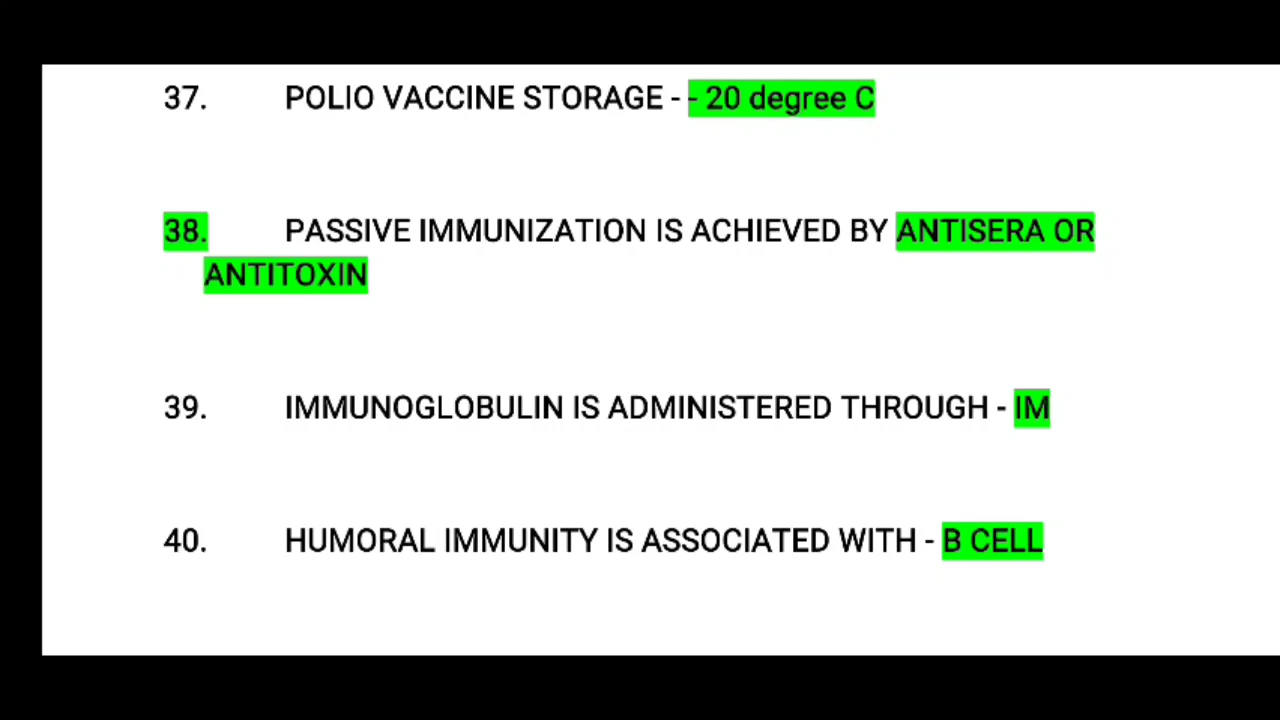 37. POLIO VACCINE STORAGE - - 20 degree C
38. PASSIVE IMMUNIZATION IS ACHIEVED BY ANTISERA OR
ANTITOXIN
39. IMMUNOGLOBULIN IS ADMINISTERED THROUGH - IM
40. HUMORAL IMMUNITY IS ASSOCIATED WITH - B CELL